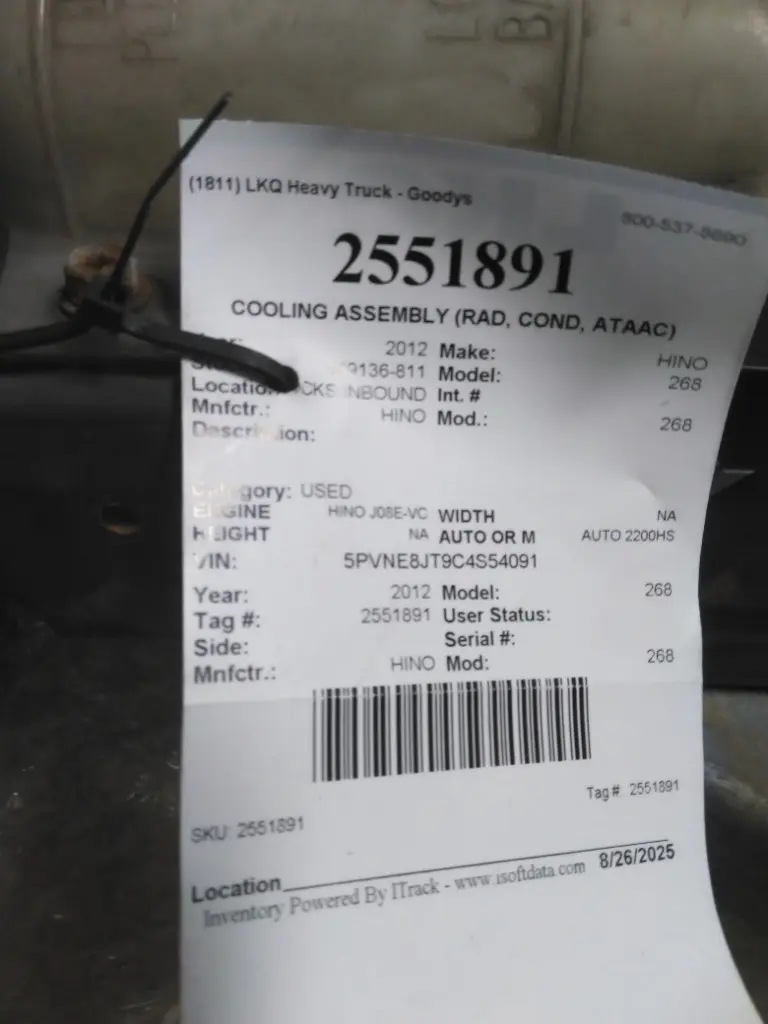 (1811) LKQ Heavy Truck - Goodys
800-537-8890
2551891
COOLING ASSEMBLY (RAD, COND, ATAAC)
2012 Make: HINO
9136-811 Model: 268
INBOUND Int. #
Mnfctr.: HINO Mod.: 268
USED
HINO J08E-VC WIDTH NA
NA AUTO OR M AUTO 2200HS
5PVNE8JT9C4S54091
Year: 2012 Model: 268
Tag #: 2551891 User Status:
Side: Serial #:
Mnfctr.: HINO Mod: 268
Tag # 2551891
SKU: 2551891
Location
8/26/2025
Inventory Powered By ITrack - www.isoftdata.com